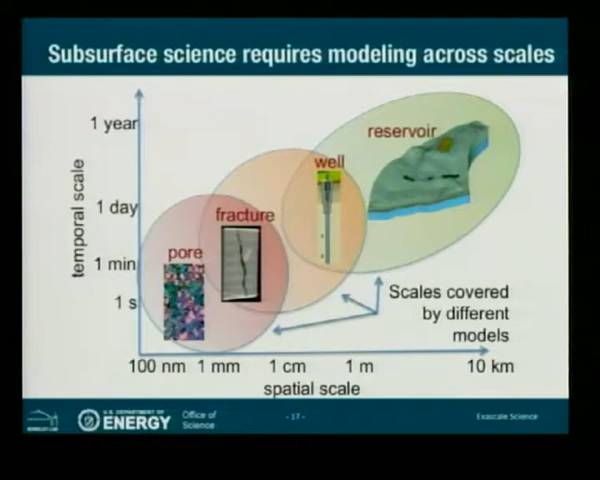 Subsurface science requires modeling across scales
1 year
reservoir
well
temporal scale
1 day
fracture
pore
1 min
1 s
Scales covered
by different
models
100 nm 1 mm 1 cm 1 m 10 km
spatial scale
U.S. DEPARTMENT OF
ENERGY
Office of
Science
- 17 -
Exascale Science
BERKELEY LAB